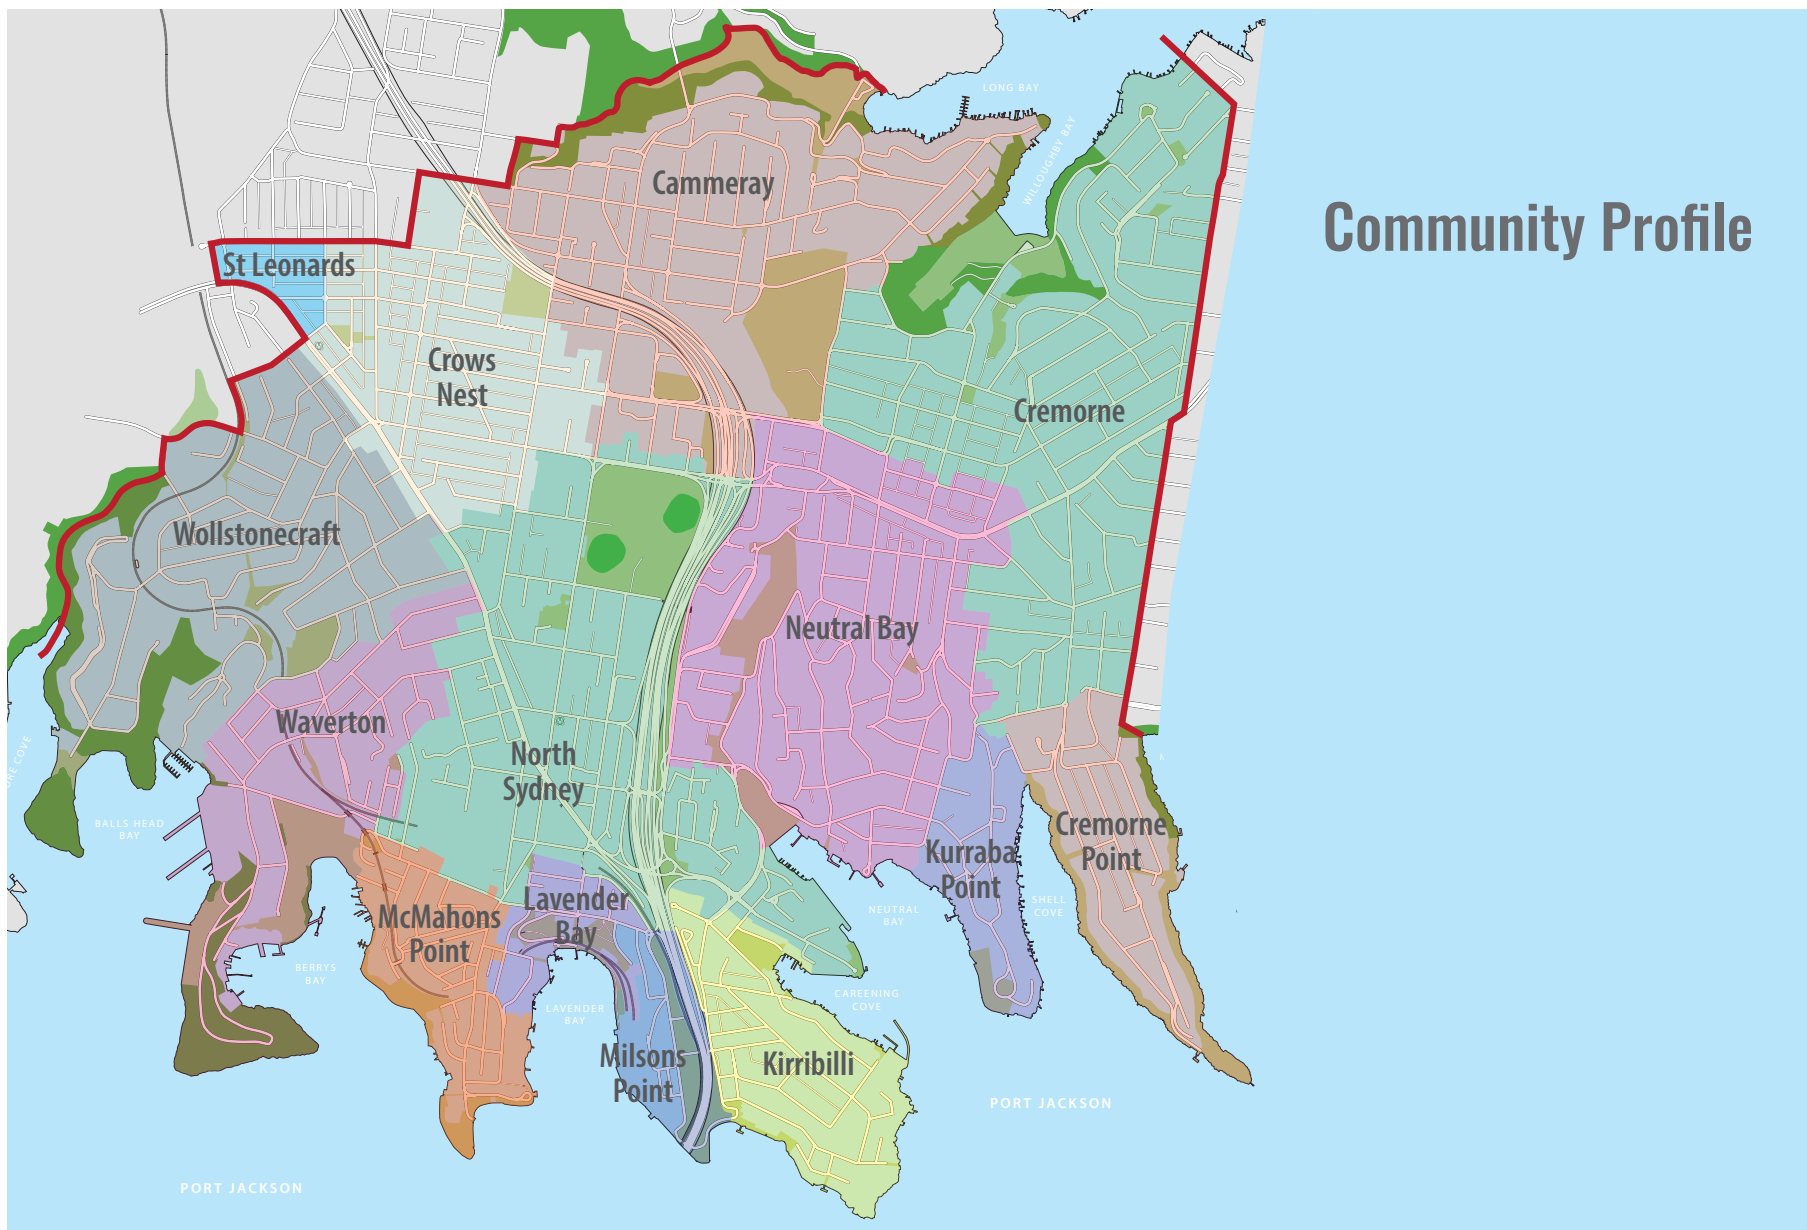 LONG BAY
WILLOUGHBY BAY
Cammeray
Community Profile
St Leonards
Crows
Nest
Cremorne
Wollstonecraft
Neutral Bay
Waverton
North
Sydney
BALLS HEAD
BAY
Cremorne
Point
Kurraba
Point
Lavender
Bay
McMahons
Point
SHELL
COVE
NEUTRAL
BAY
BERRYS
BAY
CAREENING
COVE
LAVENDER
BAY
Milsons
Point
Kirribilli
PORT JACKSON
PORT JACKSON